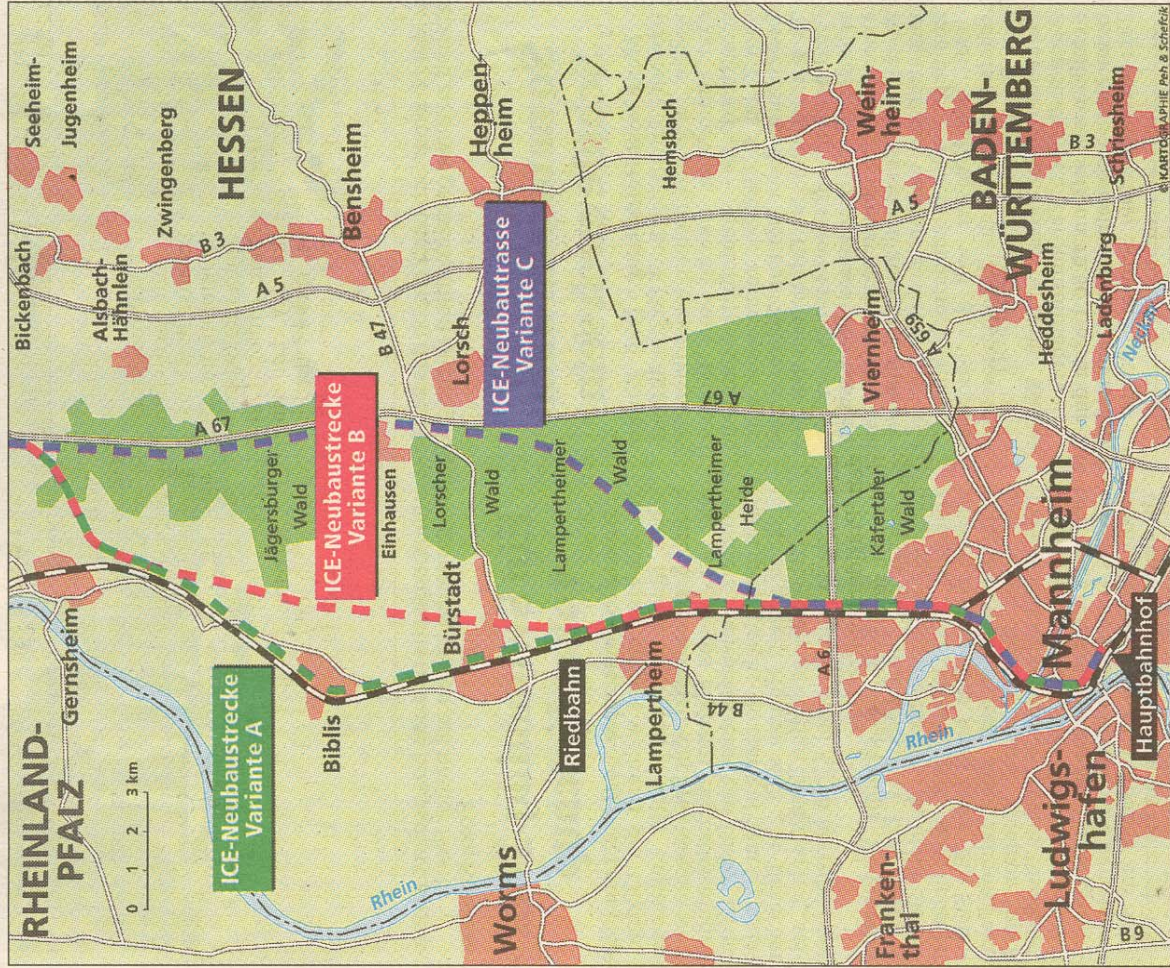 RHEINLAND-
PFALZ
Gernsheim
Bickenbach
Seeheim-
Jugenheim
Alsbach-
Hähnlein
Zwingenberg
HESSEN
3 km
0 1 2
A 67
B 3
A 5
ICE-Neubaustrecke
Variante A
Jägersburger
Wald
Biblis
ICE-Neubaustrecke
Variante B
Bensheim
Einhausen
B 47
Rhein
Bürstadt
Lorscher
Wald
Lorsch
Heppen-
heim
Worms
ICE-Neubautrasse
Variante C
Riedbahn
Lampertheimer
Wald
Lampertheim
B 44
Lampertheimer
Heide
A 67
Hemsbach
A 6
Käfertaler
Wald
Viernheim
Wein-
heim
Franken-
thal
Rhein
A 659
A 5
BADEN-
WÜRTTEMBERG
Heddesheim
Ludwigs-
hafen
Mannheim
B 3
Ladenburg
Schriesheim
B 9
Hauptbahnhof
Neckar
© KARTOGRAPHIE Peh & Schefcik